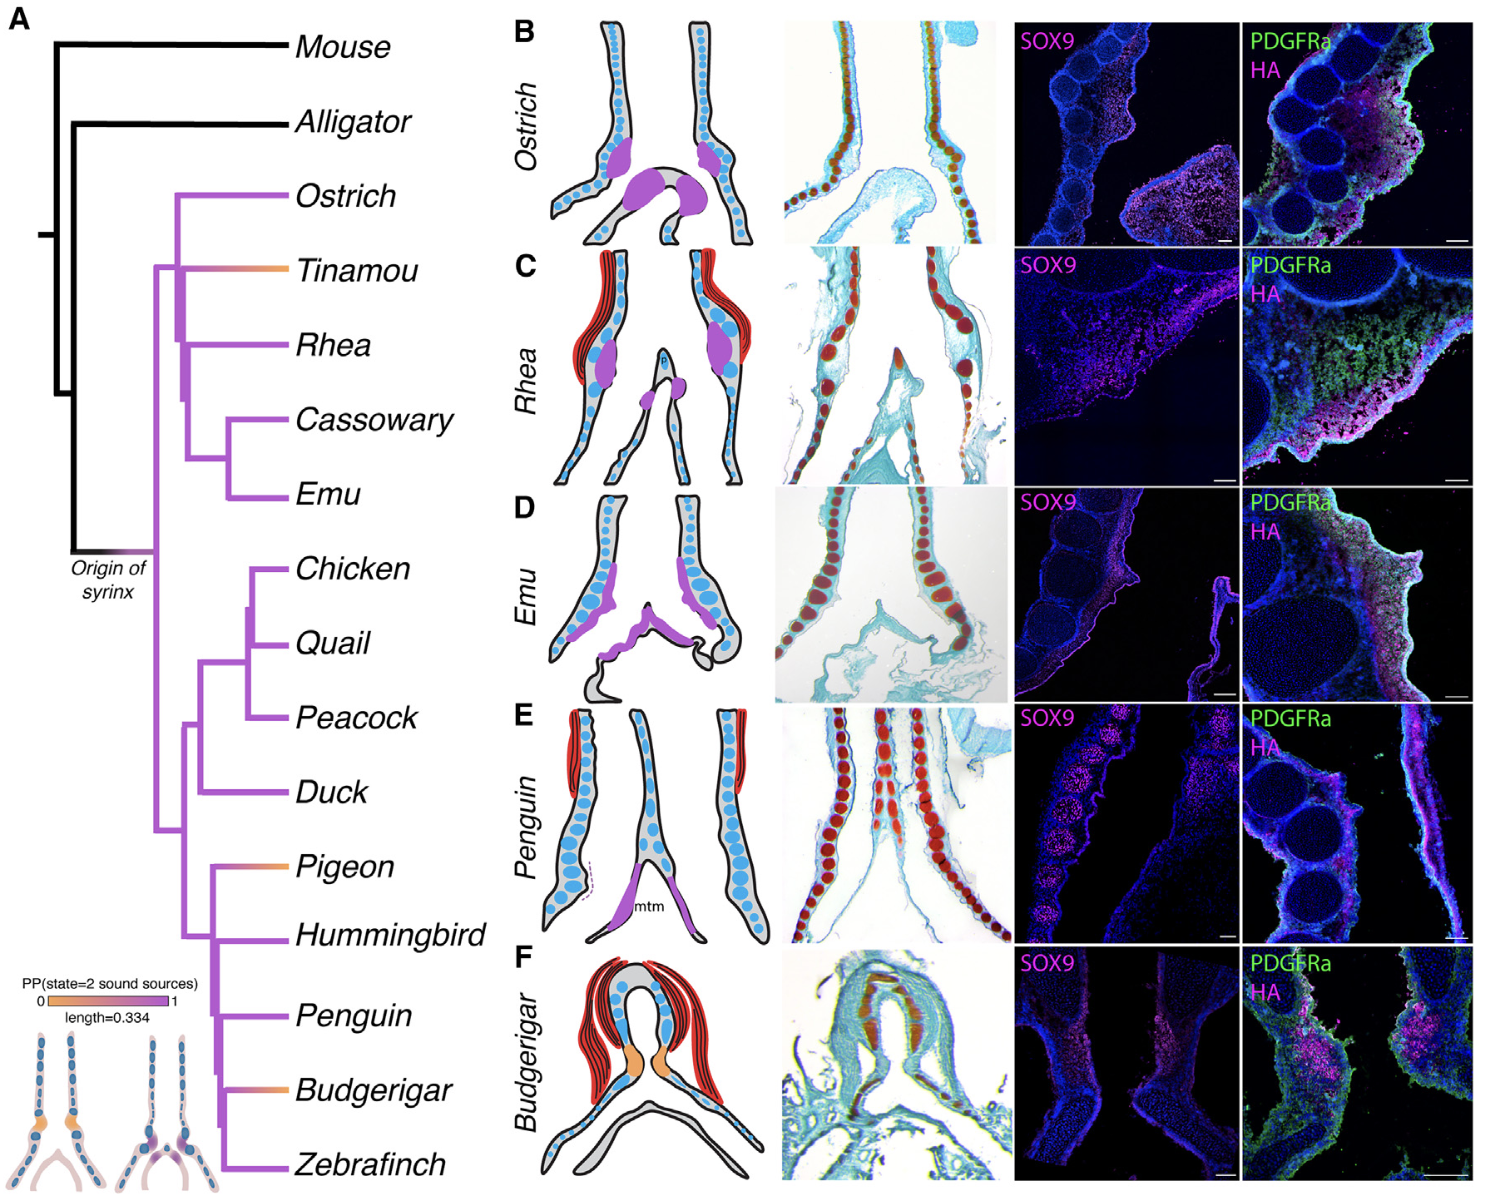 A
Mouse
Alligator
Ostrich
Tinamou
Rhea
Cassowary
Emu
Origin of
syrinx
Chicken
Quail
Peacock
Duck
Pigeon
Hummingbird
Penguin
Budgerigar
Zebrafinch
PP(state=2 sound sources)
0 1
length=0.334
B
Ostrich
SOX9
PDGFRa
HA
C
Rhea
p
SOX9
PDGFRa
HA
D
Emu
SOX9
PDGFRa
HA
E
Penguin
mtm
SOX9
PDGFRa
HA
F
Budgerigar
SOX9
PDGFRa
HA